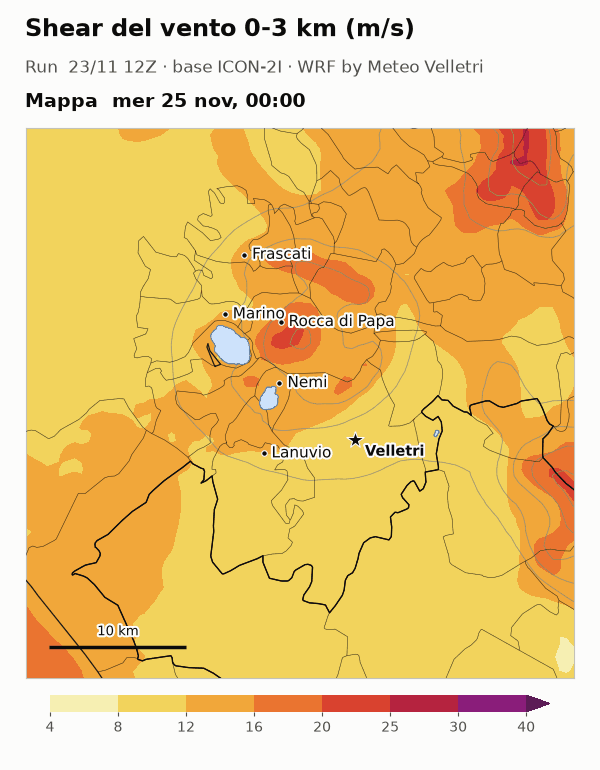 Shear del vento 0-3 km (m/s)
Run  23/11 12Z · base ICON-2I · WRF by Meteo Velletri
Mappa  mer 25 nov, 00:00
Frascati
Marino
Rocca di Papa
Nemi
Velletri
Lanuvio
10 km
4 8 12 16 20 25 30 40